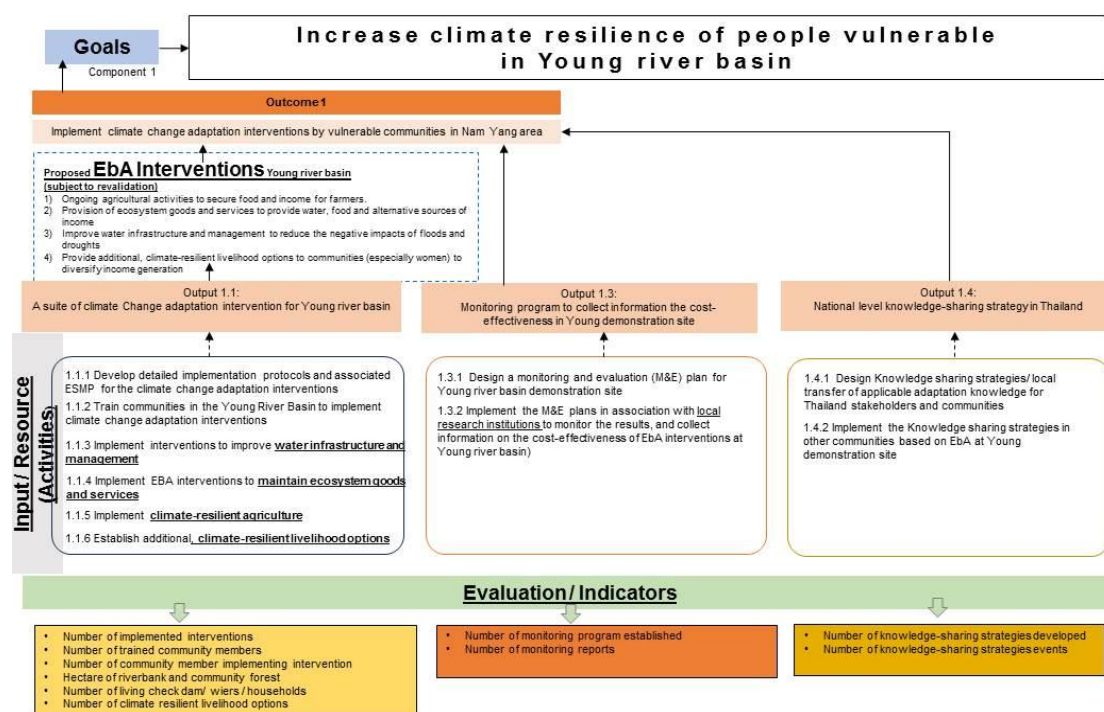 Goals
Component 1
Increase climate resilience of people vulnerable
in Young river basin
Outcome1
Implement climate change adaptation interventions by vulnerable communities in Nam Yang area
Proposed EbA Interventions Young river basin
(subject to revalidation)
1) Ongoing agricultural activities to secure food and income for farmers.
2) Provision of ecosystem goods and services to provide water, food and alternative sources of
income
3) Improve water infrastructure and management to reduce the negative impacts of floods and
droughts
4) Provide additional, climate-resilient livelihood options to communities (especially women) to
diversify income generation
Output 1.1:
A suite of climate Change adaptation intervention for Young river basin
Output 1.3:
Monitoring program to collect information the cost-
effectiveness in Young demonstration site
Output 1.4:
National level knowledge-sharing strategy in Thailand
Input / Resource
(Activities)
1.1.1 Develop detailed implementation protocols and associated
ESMP for the climate change adaptation interventions
1.1.2 Train communities in the Young River Basin to implement
climate change adaptation interventions
1.1.3 Implement interventions to improve water infrastructure and
management
1.1.4 Implement EBA interventions to maintain ecosystem goods
and services
1.1.5 Implement climate-resilient agriculture
1.1.6 Establish additional, climate-resilient livelihood options
1.3.1 Design a monitoring and evaluation (M&E) plan for
Young river basin demonstration site
1.3.2 Implement the M&E plans in association with local
research institutions to monitor the results, and collect
information on the cost-effectiveness of EbA interventions at
Young river basin)
1.4.1 Design Knowledge sharing strategies/ local
transfer of applicable adaptation knowledge for
Thailand stakeholders and communities
1.4.2 Implement the Knowledge sharing strategies in
other communities based on EbA at Young
demonstration site
Evaluation / Indicators
• Number of implemented interventions
• Number of trained community members
• Number of community member implementing intervention
• Hectare of riverbank and community forest
• Number of living check dam/ wiers / households
• Number of climate resilient livelihood options
• Number of monitoring program established
• Number of monitoring reports
• Number of knowledge-sharing strategies developed
• Number of knowledge-sharing strategies events